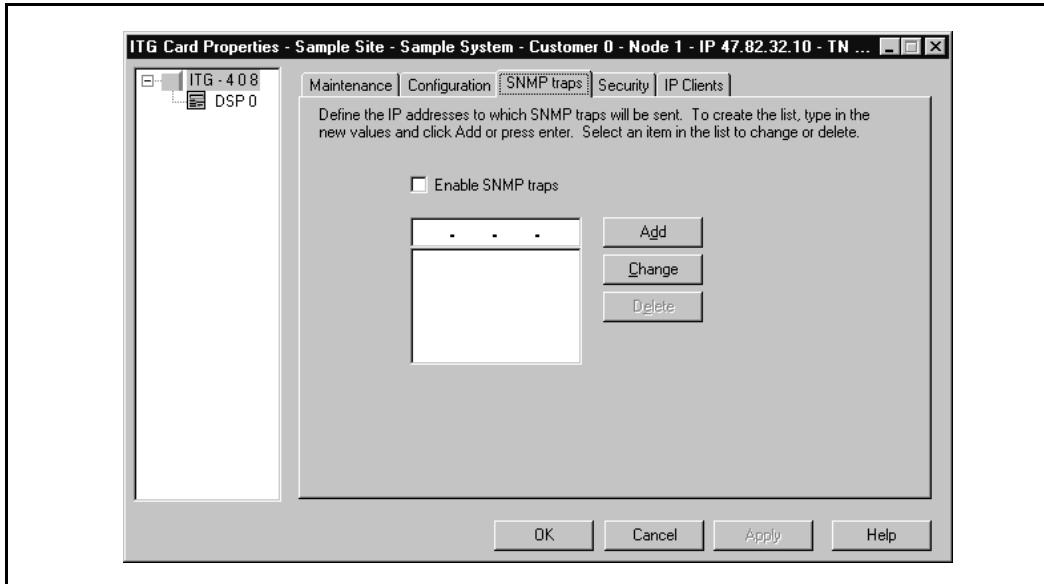 ITG Card Properties - Sample Site - Sample System - Customer 0 - Node 1 - IP 47.82.32.10 - TN ...
ITG - 4 0 8
DSP 0
Maintenance
Configuration
SNMP traps
Security
IP Clients
Define the IP addresses to which SNMP traps will be sent. To create the list, type in the
new values and click Add or press enter. Select an item in the list to change or delete.
Enable SNMP traps
. . .
Add
Change
Delete
OK
Cancel
Apply
Help